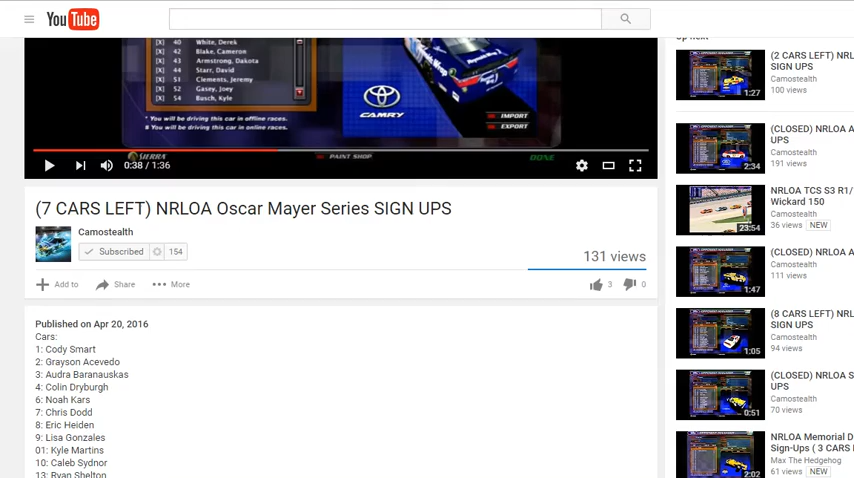 YouTube
[X] 40 White, Derek
[X] 42 Blake, Cameron
[X] 43 Armstrong, Dakota
[X] 44 Starr, David
[X] 51 Clements, Jeremy
[X] 52 Gasey, Joey
[X] 54 Busch, Kyle
* You will be driving this car in offline races.
# You will be driving this car in online races.
TOYOTA
CAMRY
IMPORT
EXPORT
SIERRA
PAINT SHOP
DONE
0:38 / 1:36
(7 CARS LEFT) NRLOA Oscar Mayer Series SIGN UPS
Camostealth
Subscribed 154
131 views
Add to Share More 3 0
Published on Apr 20, 2016
Cars:
1: Cody Smart
2: Grayson Acevedo
3: Audra Baranauskas
4: Colin Dryburgh
6: Noah Kars
7: Chris Dodd
8: Eric Heiden
9: Lisa Gonzales
01: Kyle Martins
10: Caleb Sydnor
13: Ryan Shelton
Up next
(2 CARS LEFT) NRL
SIGN UPS
Camostealth
100 views
1:27
(CLOSED) NRLOA A
UPS
Camostealth
191 views
2:34
NRLOA TCS S3 R1/
Wickard 150
Camostealth
36 views NEW
23:54
(CLOSED) NRLOA A
Camostealth
111 views
1:47
(8 CARS LEFT) NRL
SIGN UPS
Camostealth
94 views
1:05
(CLOSED) NRLOA S
UPS
Camostealth
70 views
0:51
NRLOA Memorial D
Sign-Ups ( 3 CARS
Max The Hedgehog
61 views NEW
2:02